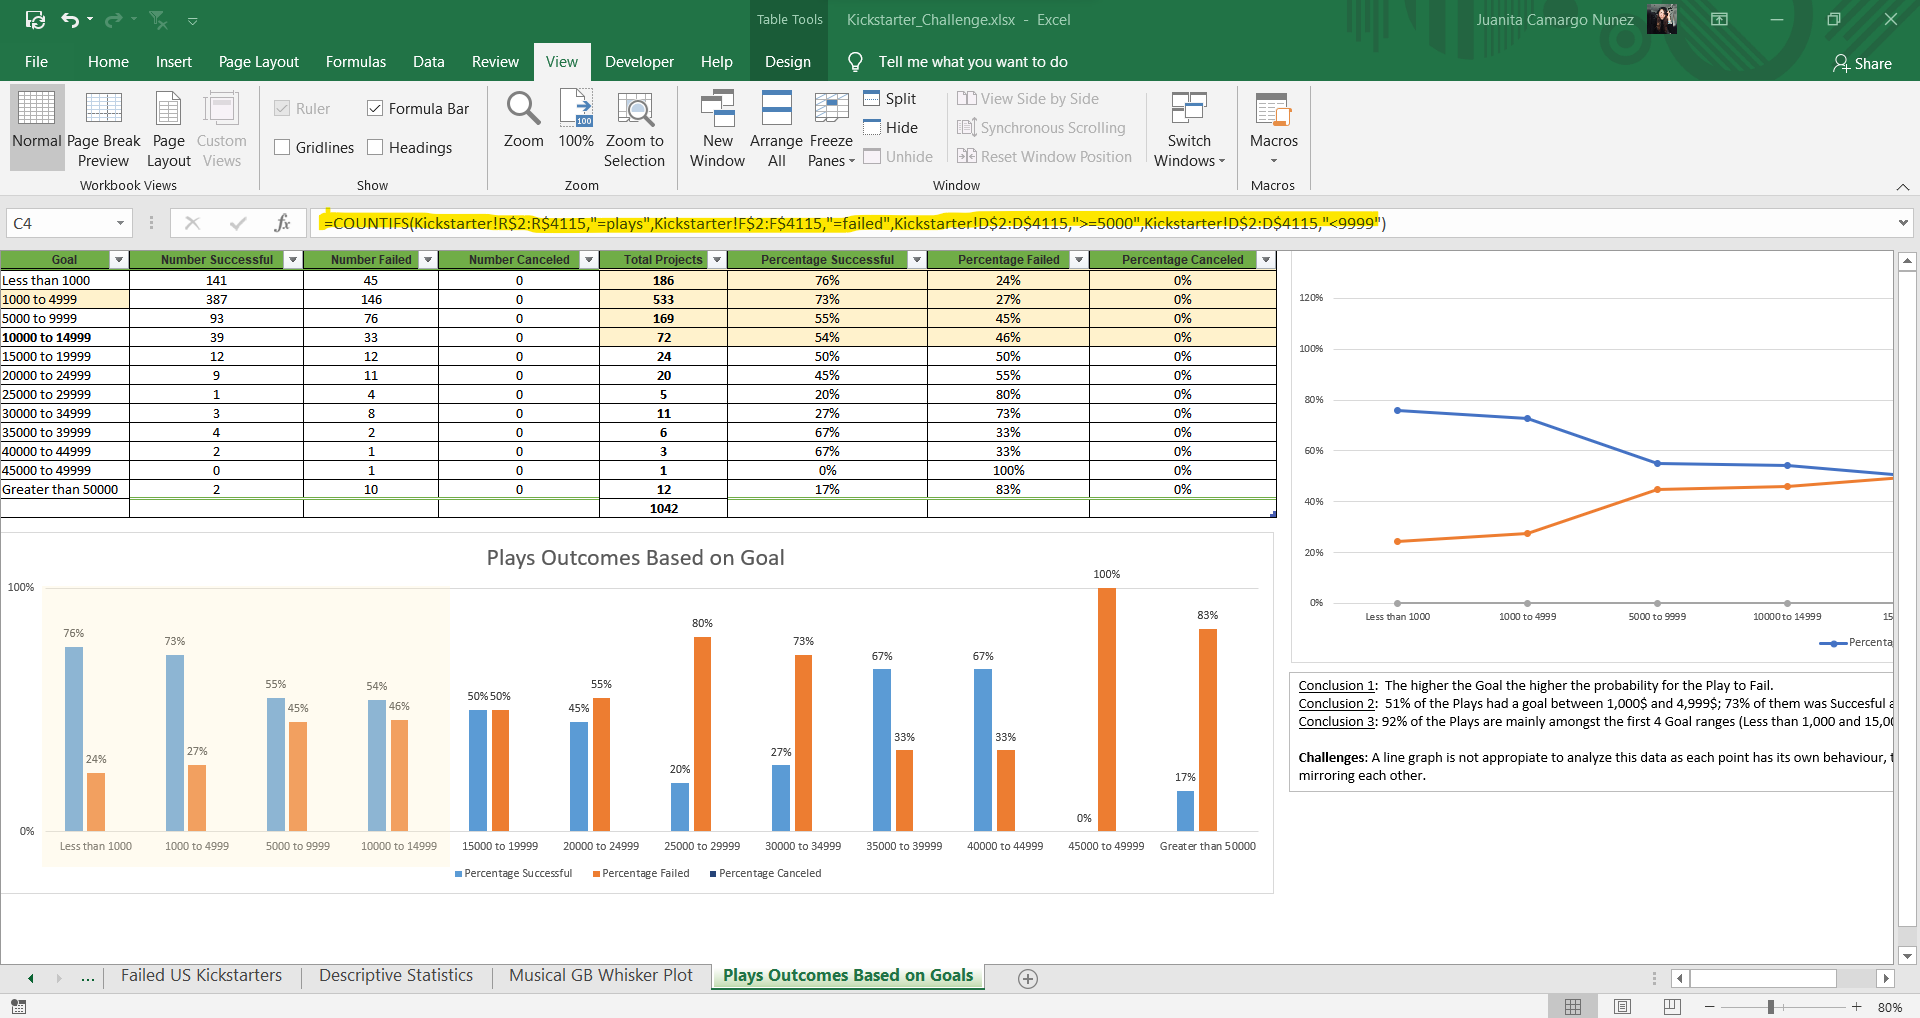 Table Tools
Kickstarter_Challenge.xlsx - Excel
Juanita Camargo Nunez
File Home Insert Page Layout Formulas Data Review View Developer Help Design Tell me what you want to do Share
Normal
Page Break Preview
Page Layout
Custom Views
Workbook Views
Ruler
Formula Bar
Gridlines
Headings
Show
Zoom
100
100%
Zoom to Selection
Zoom
New Window
Arrange All
Freeze Panes
Split
Hide
Unhide
View Side by Side
Synchronous Scrolling
Reset Window Position
Window
Switch Windows
Macros
Macros
C4
fx
=COUNTIFS(Kickstarter!R$2:R$4115,"=plays",Kickstarter!F$2:F$4115,"=failed",Kickstarter!D$2:D$4115,">=5000",Kickstarter!D$2:D$4115,"<9999")
Goal Number Successful Number Failed Number Canceled Total Projects Percentage Successful Percentage Failed Percentage Canceled
Less than 1000 141 45 0 186 76% 24% 0%
1000 to 4999 387 146 0 533 73% 27% 0%
5000 to 9999 93 76 0 169 55% 45% 0%
10000 to 14999 39 33 0 72 54% 46% 0%
15000 to 19999 12 12 0 24 50% 50% 0%
20000 to 24999 9 11 0 20 45% 55% 0%
25000 to 29999 1 4 0 5 20% 80% 0%
30000 to 34999 3 8 0 11 27% 73% 0%
35000 to 39999 4 2 0 6 67% 33% 0%
40000 to 44999 2 1 0 3 67% 33% 0%
45000 to 49999 0 1 0 1 0% 100% 0%
Greater than 50000 2 10 0 12 17% 83% 0%
1042
Plays Outcomes Based on Goal
100%
0%
76% 24% 73% 27% 55% 45% 54% 46% 50% 50% 45% 55% 20% 80% 27% 73% 67% 33% 67% 33% 0% 100% 17% 83%
Less than 1000 1000 to 4999 5000 to 9999 10000 to 14999 15000 to 19999 20000 to 24999 25000 to 29999 30000 to 34999 35000 to 39999 40000 to 44999 45000 to 49999 Greater than 50000
Percentage Successful Percentage Failed Percentage Canceled
120%
100%
80%
60%
40%
20%
0%
Less than 1000 1000 to 4999 5000 to 9999 10000 to 14999 15
Percenta
Conclusion 1: The higher the Goal the higher the probability for the Play to Fail.
Conclusion 2: 51% of the Plays had a goal between 1,000$ and 4,999$; 73% of them was Succesful a
Conclusion 3: 92% of the Plays are mainly amongst the first 4 Goal ranges (Less than 1,000 and 15,00
Challenges: A line graph is not appropiate to analyze this data as each point has its own behaviour, t
mirroring each other.
... Failed US Kickstarters Descriptive Statistics Musical GB Whisker Plot Plays Outcomes Based on Goals
80%